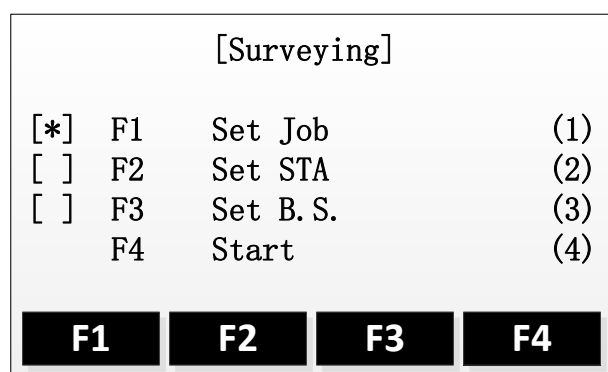 [Surveying]
[*] F1 Set Job (1)
[ ] F2 Set STA (2)
[ ] F3 Set B.S. (3)
F4 Start (4)
F1 F2 F3 F4